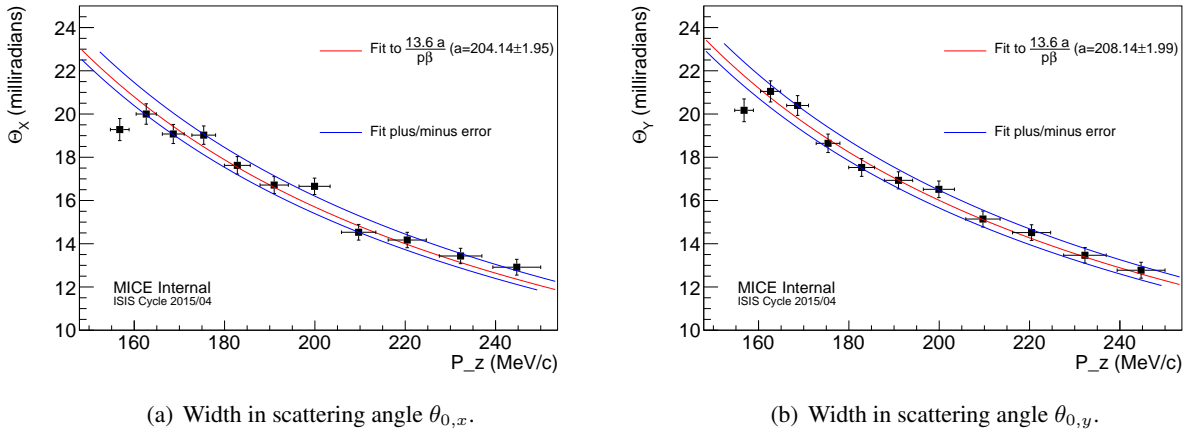 Θ_X (milliradians)
24
22
20
18
16
14
12
10
160 180 200 220 240
P_z (MeV/c)
Fit to 13.6 a / pβ (a=204.14±1.95)
Fit plus/minus error
MICE Internal
ISIS Cycle 2015/04
(a) Width in scattering angle θ0,x.
Θ_Y (milliradians)
24
22
20
18
16
14
12
10
160 180 200 220 240
P_z (MeV/c)
Fit to 13.6 a / pβ (a=208.14±1.99)
Fit plus/minus error
MICE Internal
ISIS Cycle 2015/04
(b) Width in scattering angle θ0,y.